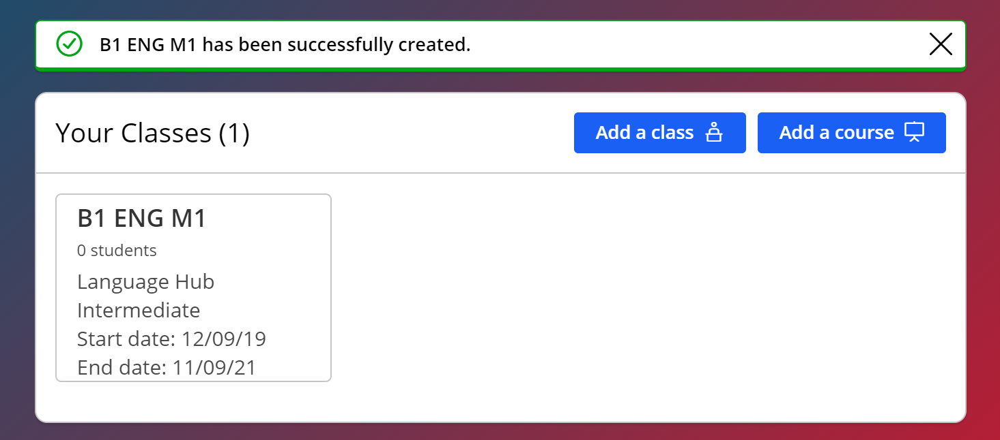 B1 ENG M1 has been successfully created.
Your Classes (1)
Add a class
Add a course
B1 ENG M1
0 students
Language Hub
Intermediate
Start date: 12/09/19
End date: 11/09/21